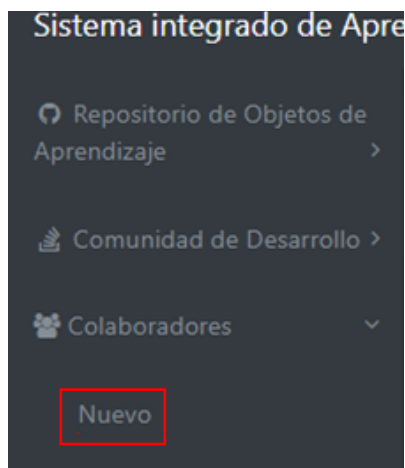 Sistema integrado de Apre
Repositorio de Objetos de
Aprendizaje
Comunidad de Desarrollo
Colaboradores
Nuevo